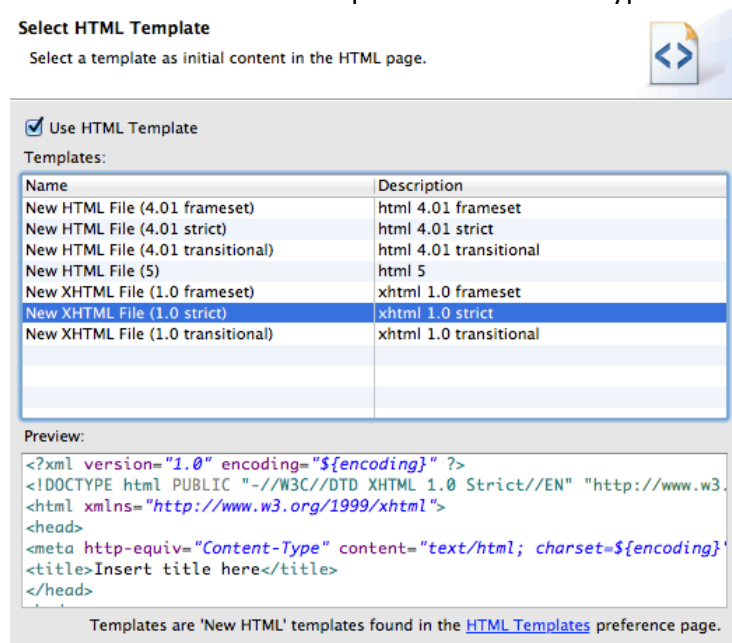 Select HTML Template
Select a template as initial content in the HTML page.
Use HTML Template
Templates:
Name Description
New HTML File (4.01 frameset) html 4.01 frameset
New HTML File (4.01 strict) html 4.01 strict
New HTML File (4.01 transitional) html 4.01 transitional
New HTML File (5) html 5
New XHTML File (1.0 frameset) xhtml 1.0 frameset
New XHTML File (1.0 strict) xhtml 1.0 strict
New XHTML File (1.0 transitional) xhtml 1.0 transitional
Preview:
<?xml version="1.0" encoding="${encoding}" ?>
<!DOCTYPE html PUBLIC "-//W3C//DTD XHTML 1.0 Strict//EN" "http://www.w3.
<html xmlns="http://www.w3.org/1999/xhtml">
<head>
<meta http-equiv="Content-Type" content="text/html; charset=${encoding}"
<title>Insert title here</title>
</head>
Templates are 'New HTML' templates found in the HTML Templates preference page.